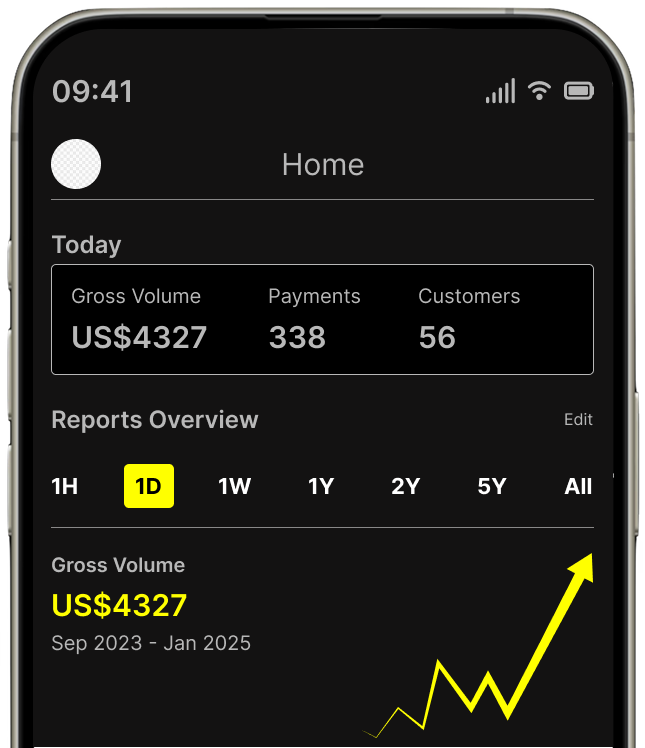 09:41
Home
Today
Gross Volume Payments Customers
US$4327 338 56
Reports Overview Edit
1H 1D 1W 1Y 2Y 5Y All
Gross Volume
US$4327
Sep 2023 - Jan 2025